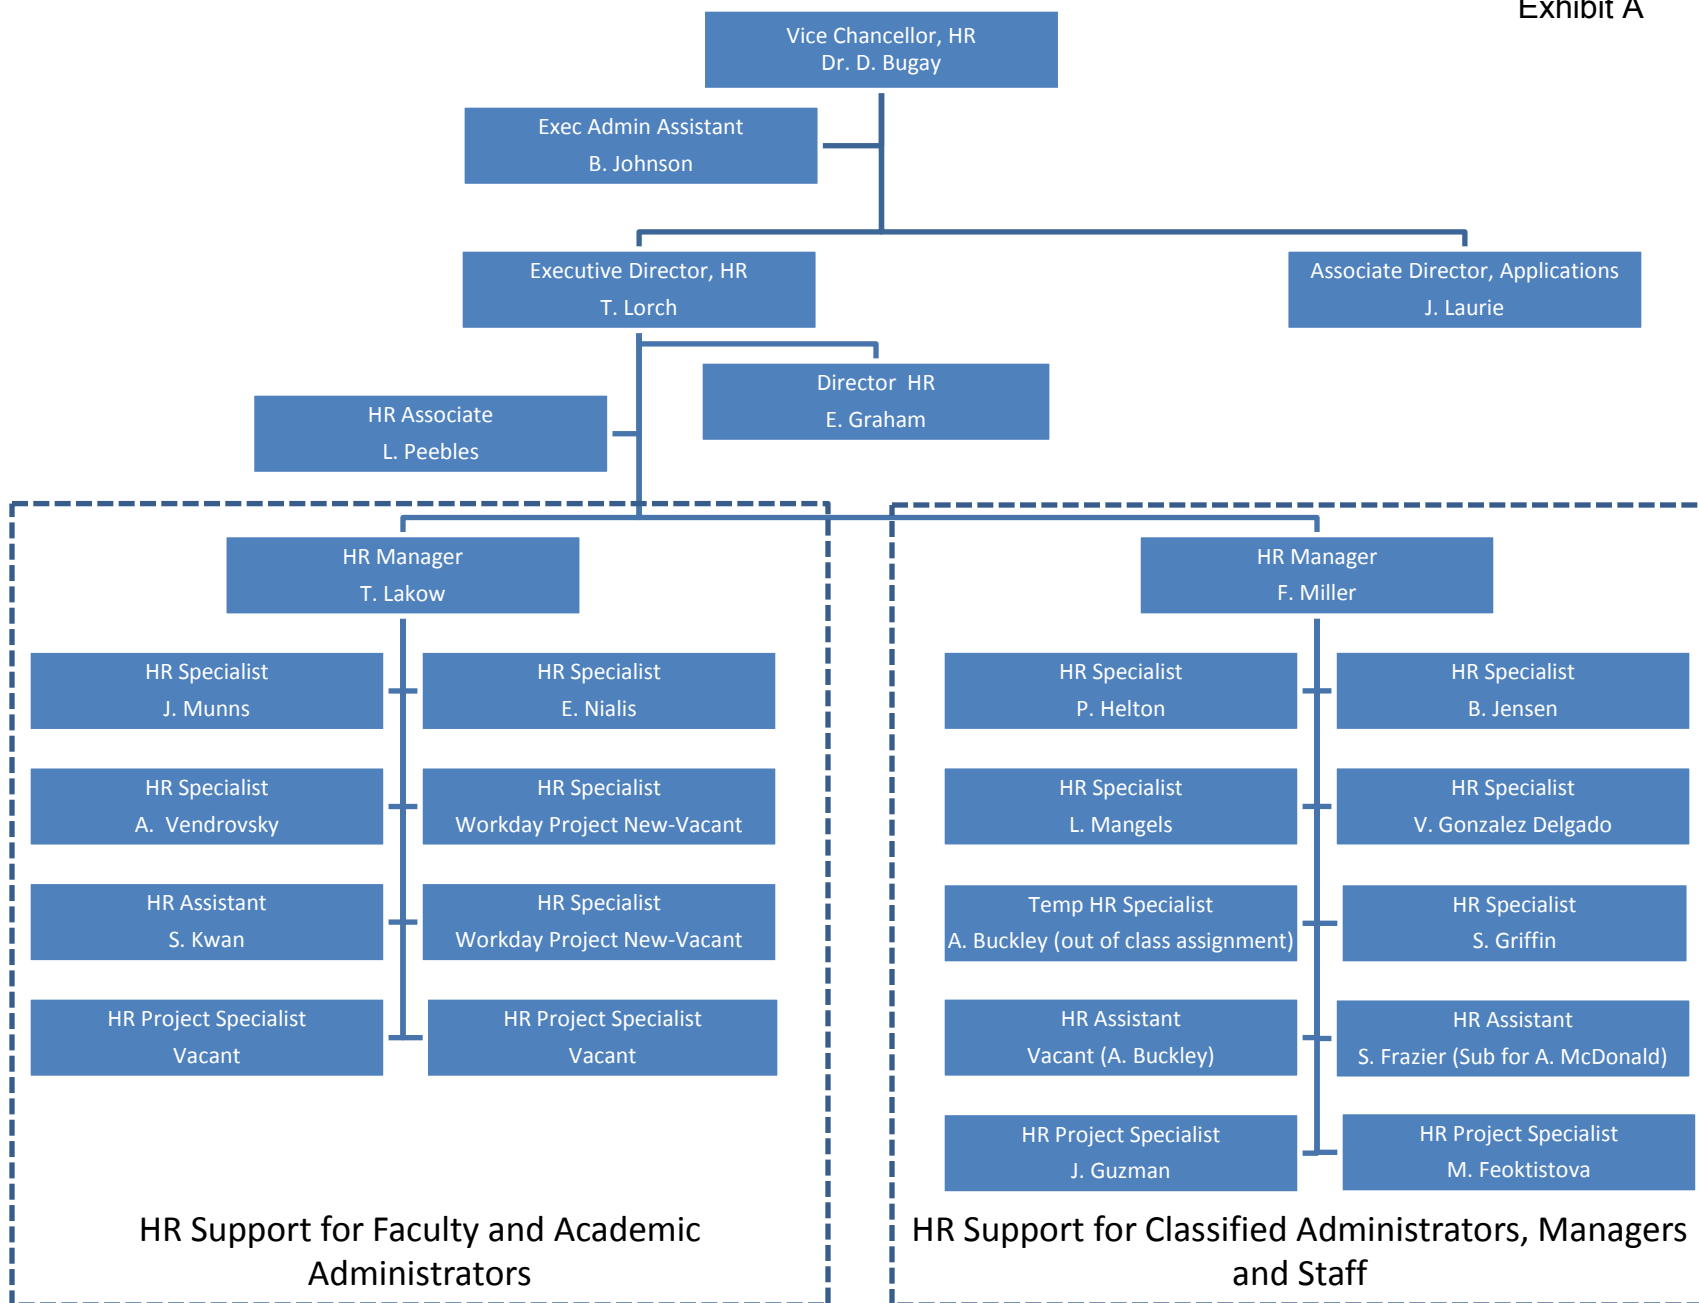 Exhibit A
Vice Chancellor, HR
Dr. D. Bugay
Exec Admin Assistant
B. Johnson
Executive Director, HR
T. Lorch
Associate Director, Applications
J. Laurie
Director  HR
E. Graham
HR Associate
L. Peebles
HR Manager
T. Lakow
HR Specialist
J. Munns
HR Specialist
E. Nialis
HR Specialist
A.  Vendrovsky
HR Specialist
Workday Project New-Vacant
HR Assistant
S. Kwan
HR Specialist
Workday Project New-Vacant
HR Project Specialist
Vacant
HR Project Specialist
Vacant
HR Support for Faculty and Academic
Administrators
HR Manager
F. Miller
HR Specialist
P. Helton
HR Specialist
B. Jensen
HR Specialist
L. Mangels
HR Specialist
V. Gonzalez Delgado
Temp HR Specialist
A. Buckley (out of class assignment)
HR Specialist
S. Griffin
HR Assistant
Vacant (A. Buckley)
HR Assistant
S. Frazier (Sub for A. McDonald)
HR Project Specialist
J. Guzman
HR Project Specialist
M. Feoktistova
HR Support for Classified Administrators, Managers
and Staff